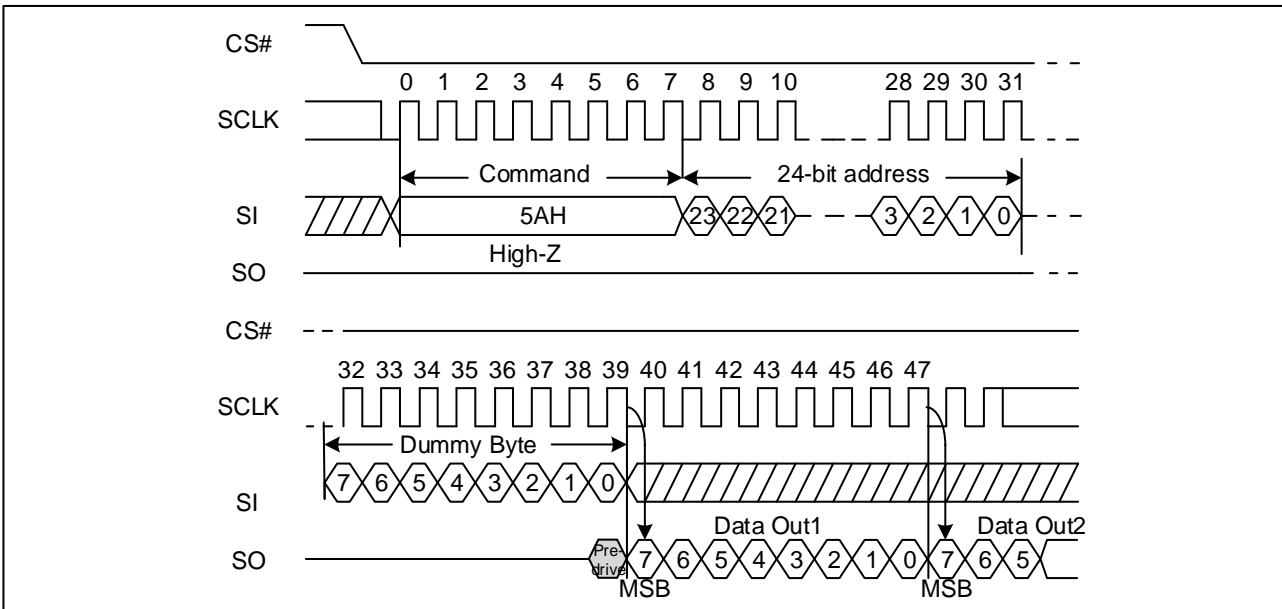 CS#
0 1 2 3 4 5 6 7 8 9 10 28 29 30 31
SCLK
Command 24-bit address
SI 5AH 23 22 21 3 2 1 0
High-Z
SO
CS#
32 33 34 35 36 37 38 39 40 41 42 43 44 45 46 47
SCLK
Dummy Byte
7 6 5 4 3 2 1 0
SI
Data Out1 Data Out2
SO Pre-drive 7 6 5 4 3 2 1 0 7 6 5
MSB MSB